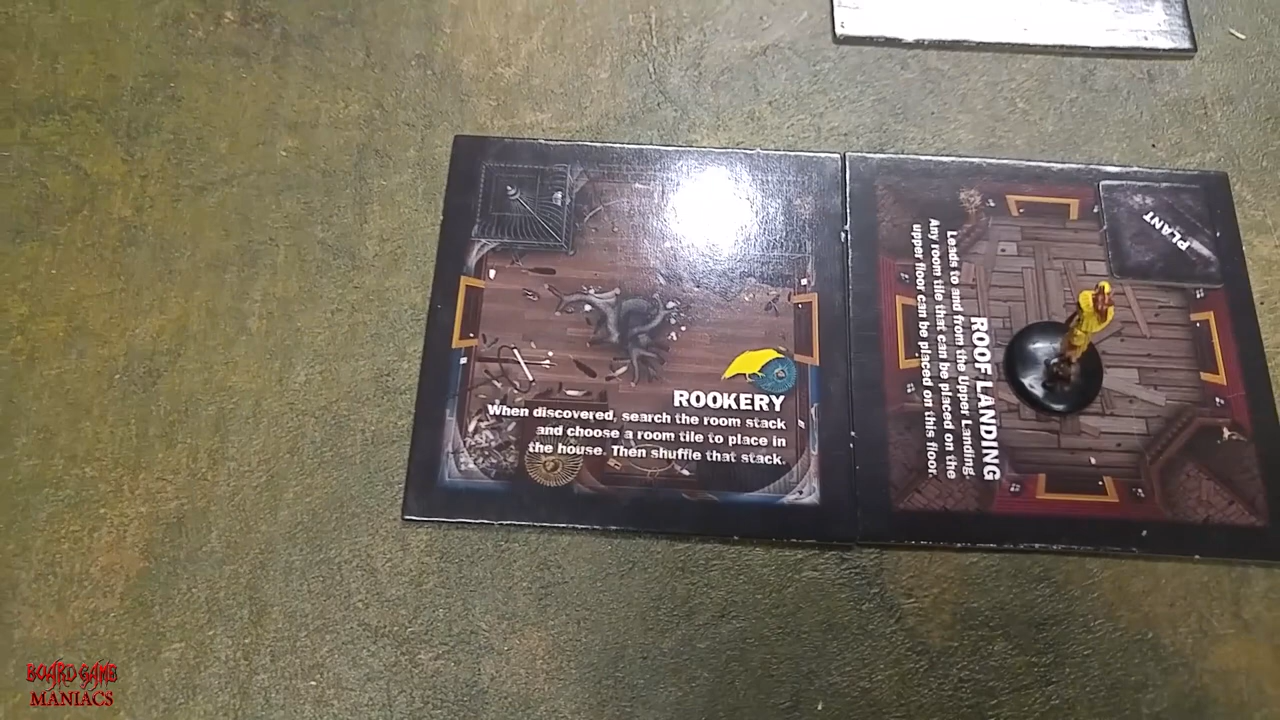 ROOKERY
When discovered, search the room stack
and choose a room tile to place in
the house. Then shuffle that stack.
PLANT
ROOF LANDING
Leads to and from the Upper Landing
Any room tile that can be placed on the
upper floor can be placed on this floor.
BOARD GAME
MANIACS